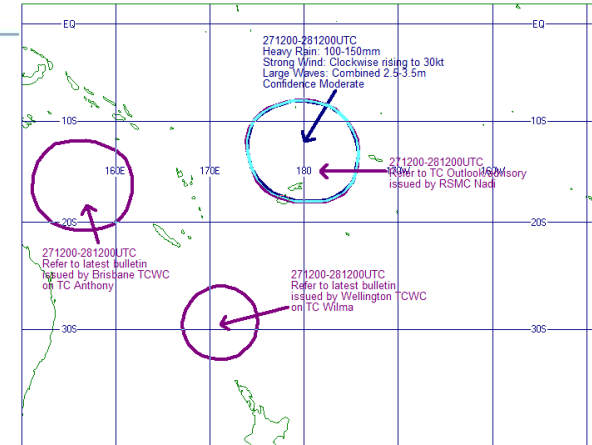 EQ
EQ
271200-281200UTC
Heavy Rain: 100-150mm
Strong Wind: Clockwise rising to 30kt
Large Waves: Combined 2.5-3.5m
Confidence Moderate
10S
10S
160E
170E
180
170W
160W
271200-281200UTC
Refer to TC Outlook/advisory
issued by RSMC Nadi
20S
20S
271200-281200UTC
Refer to latest bulletin
issued by Brisbane TCWC
on TC Anthony
271200-281200UTC
Refer to latest bulletin
issued by Wellington TCWC
on TC Wilma
30S
30S